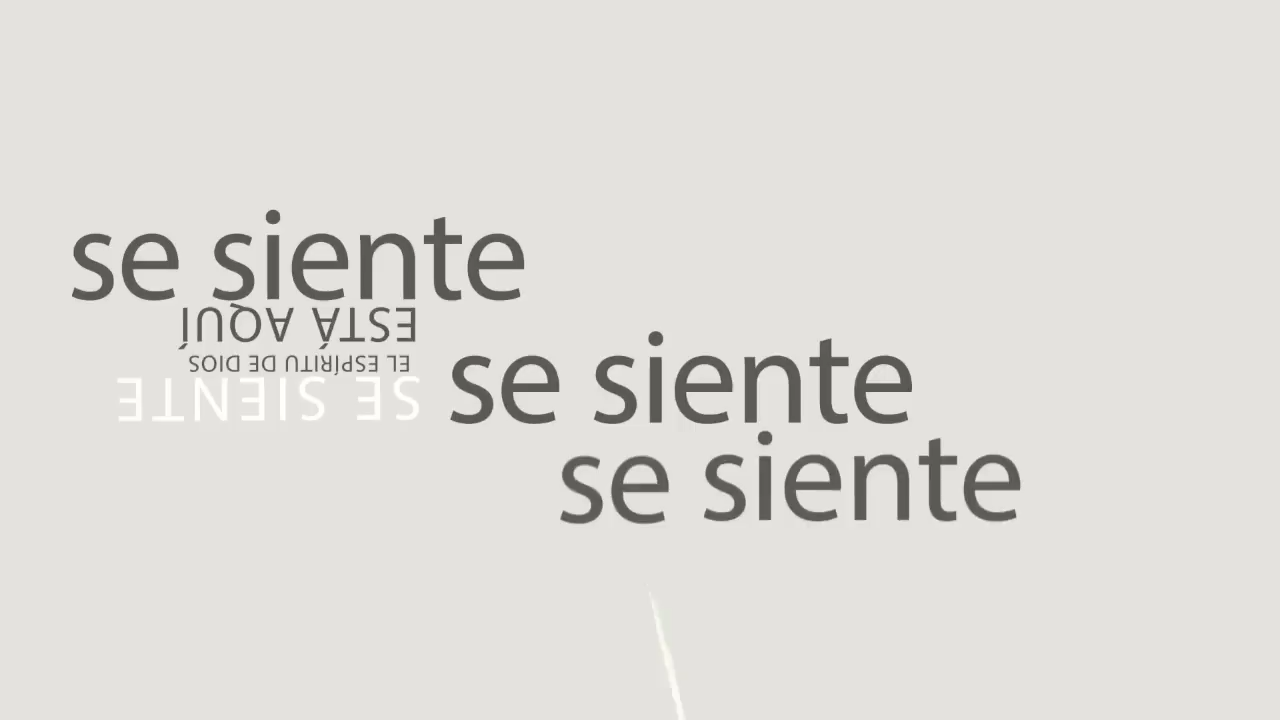 se siente
ESTÁ AQUÍ
EL ESPÍRITU DE DIOS
SE SIENTE
se siente
se siente